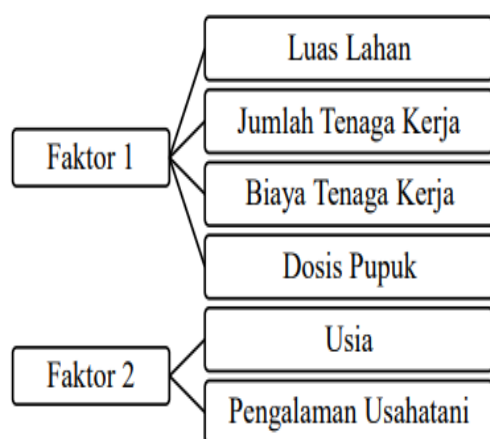 Faktor 1
Luas Lahan
Jumlah Tenaga Kerja
Biaya Tenaga Kerja
Dosis Pupuk
Faktor 2
Usia
Pengalaman Usahatani